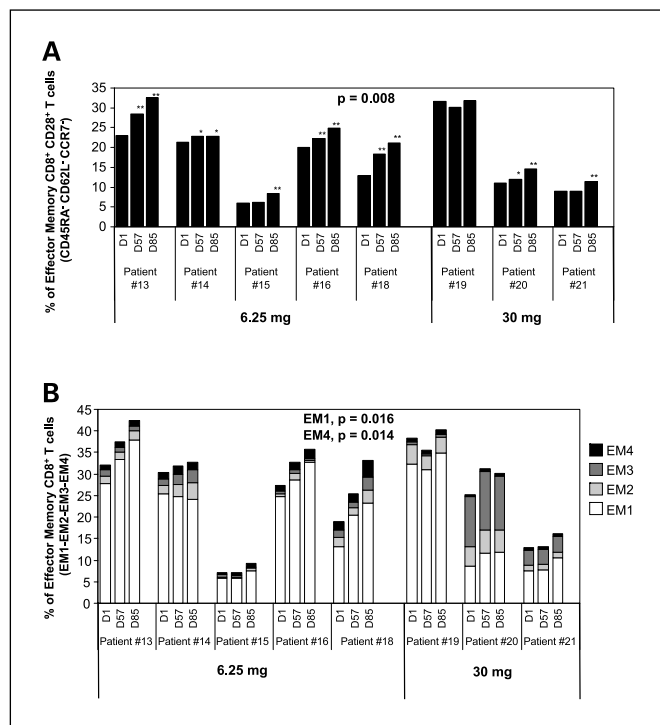 A
% of Effector Memory CD8+ CD28+ T cells
(CD45RA- CD62L- CCR7-)
35
30
25
20
15
10
5
0
p = 0.008
** ** * * ** ** ** ** ** * ** **
D1 D57 D85 D1 D57 D85 D1 D57 D85 D1 D57 D85 D1 D57 D85 D1 D57 D85 D1 D57 D85 D1 D57 D85
Patient Patient Patient Patient Patient Patient Patient Patient
#13 #14 #15 #16 #18 #19 #20 #21
6.25 mg 30 mg
B
% of Effector Memory CD8+ T cells
(EM1-EM2-EM3-EM4)
45
40
35
30
25
20
15
10
5
0
EM1, p = 0.016
EM4, p = 0.014
EM4
EM3
EM2
EM1
D1 D57 D85 D1 D57 D85 D1 D57 D85 D1 D57 D85 D1 D57 D85 D1 D57 D85 D1 D57 D85 D1 D57 D85
Patient #13 Patient #14 Patient #15 Patient #16 Patient #18 Patient #19 Patient #20 Patient #21
6.25 mg 30 mg